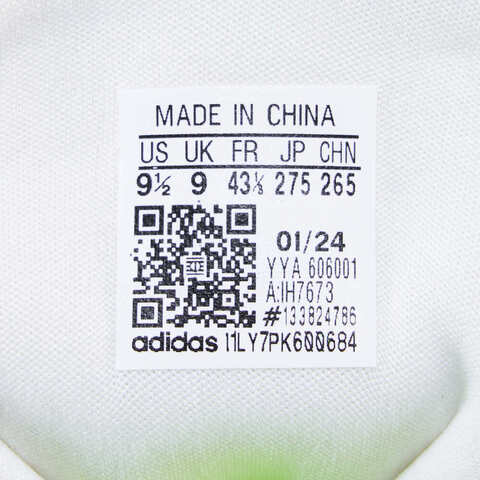 MADE IN CHINA
US UK FR JP CHN
9½ 9 43⅓ 275 265
01/24
YYA 606001
A:IH7673
#133824786
adidas I1LY7PK600684